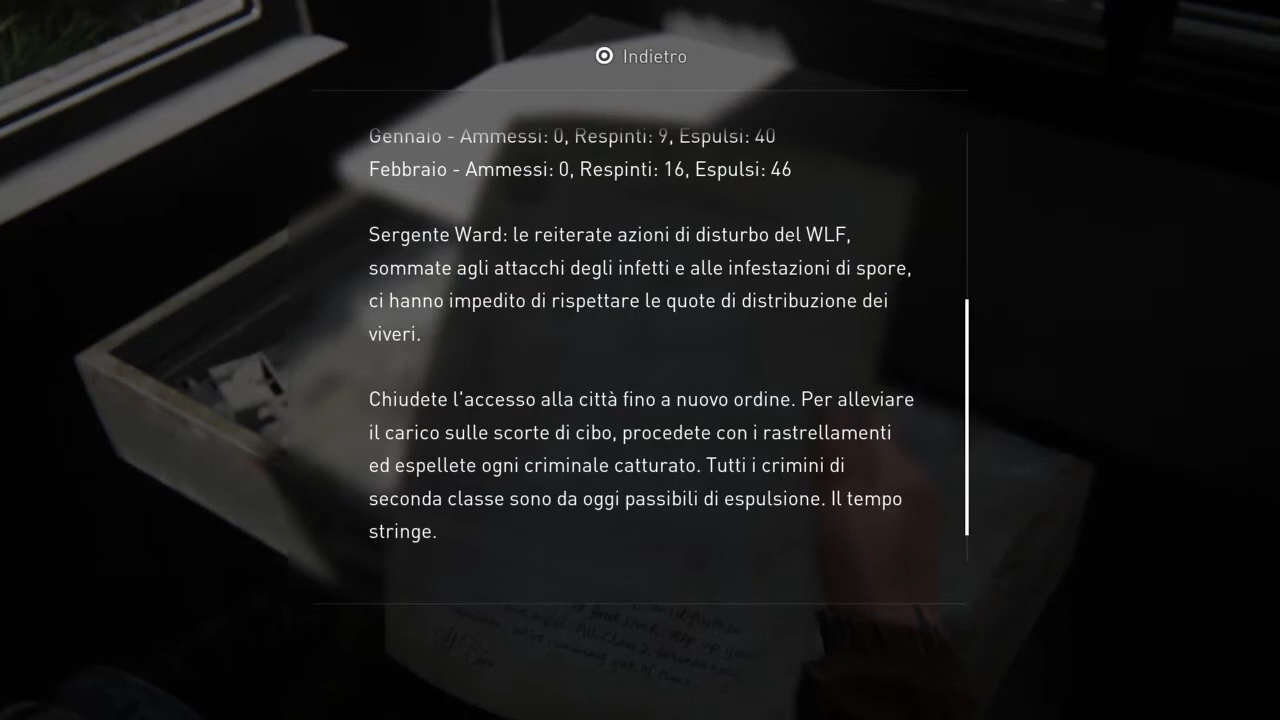 Indietro
Gennaio - Ammessi: 0, Respinti: 9, Espulsi: 40
Febbraio - Ammessi: 0, Respinti: 16, Espulsi: 46
Sergente Ward: le reiterate azioni di disturbo del WLF,
sommate agli attacchi degli infetti e alle infestazioni di spore,
ci hanno impedito di rispettare le quote di distribuzione dei
viveri.
Chiudete l'accesso alla città fino a nuovo ordine. Per alleviare
il carico sulle scorte di cibo, procedete con i rastrellamenti
ed espellete ogni criminale catturato. Tutti i crimini di
seconda classe sono da oggi passibili di espulsione. Il tempo
stringe.